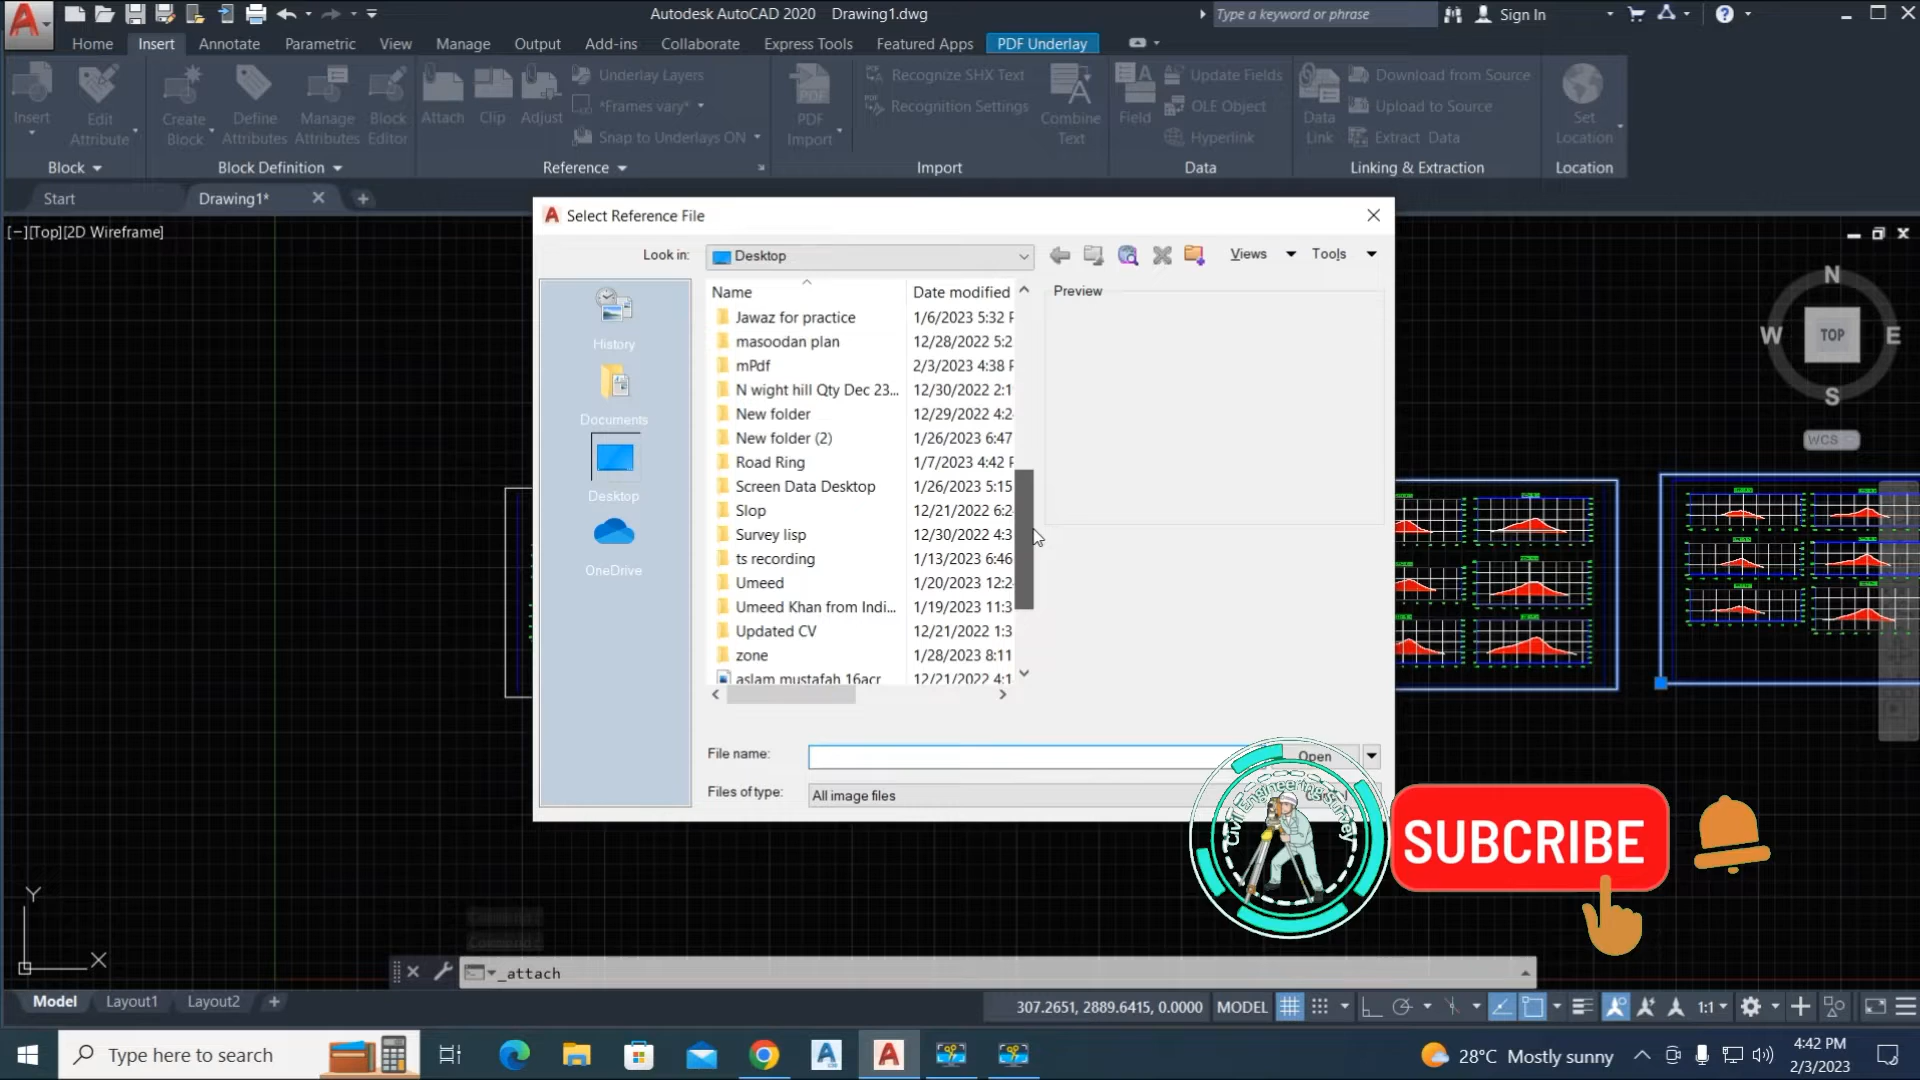 Autodesk AutoCAD 2020 Drawing1.dwg
Type a keyword or phrase
Sign In
Home Insert Annotate Parametric View Manage Output Add-ins Collaborate Express Tools Featured Apps PDF Underlay
Insert
Edit Attribute
Create Block
Define Attributes
Manage Attributes
Block Editor
Attach
Clip
Adjust
Underlay Layers
*Frames vary*
Snap to Underlays ON
PDF Import
Recognize SHX Text
Recognition Settings
Combine Text
Field
Update Fields
OLE Object
Hyperlink
Data Link
Download from Source
Upload to Source
Extract Data
Set Location
Block
Block Definition
Reference
Import
Data
Linking & Extraction
Location
Start
Drawing1*
[−][Top][2D Wireframe]
Select Reference File
Look in:
Desktop
Views
Tools
History
Documents
Desktop
OneDrive
Name Date modified
Preview
Jawaz for practice 1/6/2023 5:32 P
masoodan plan 12/28/2022 5:2
mPdf 2/3/2023 4:38 P
N wight hill Qty Dec 23... 12/30/2022 2:1
New folder 12/29/2022 4:2
New folder (2) 1/26/2023 6:47
Road Ring 1/7/2023 4:42 P
Screen Data Desktop 1/26/2023 5:15
Slop 12/21/2022 6:2
Survey lisp 12/30/2022 4:3
ts recording 1/13/2023 6:46
Umeed 1/20/2023 12:2
Umeed Khan from Indi... 1/19/2023 11:3
Updated CV 12/21/2022 1:3
zone 1/28/2023 8:11
aslam mustafah 16acr 12/21/2022 4:1
File name:
Open
Files of type:
All image files
N
W
TOP
E
S
WCS
Civil Engineering Survey
SUBCRIBE
Y
X
_attach
Model Layout1 Layout2
307.2651, 2889.6415, 0.0000 MODEL
1:1
Type here to search
28°C Mostly sunny
4:42 PM
2/3/2023